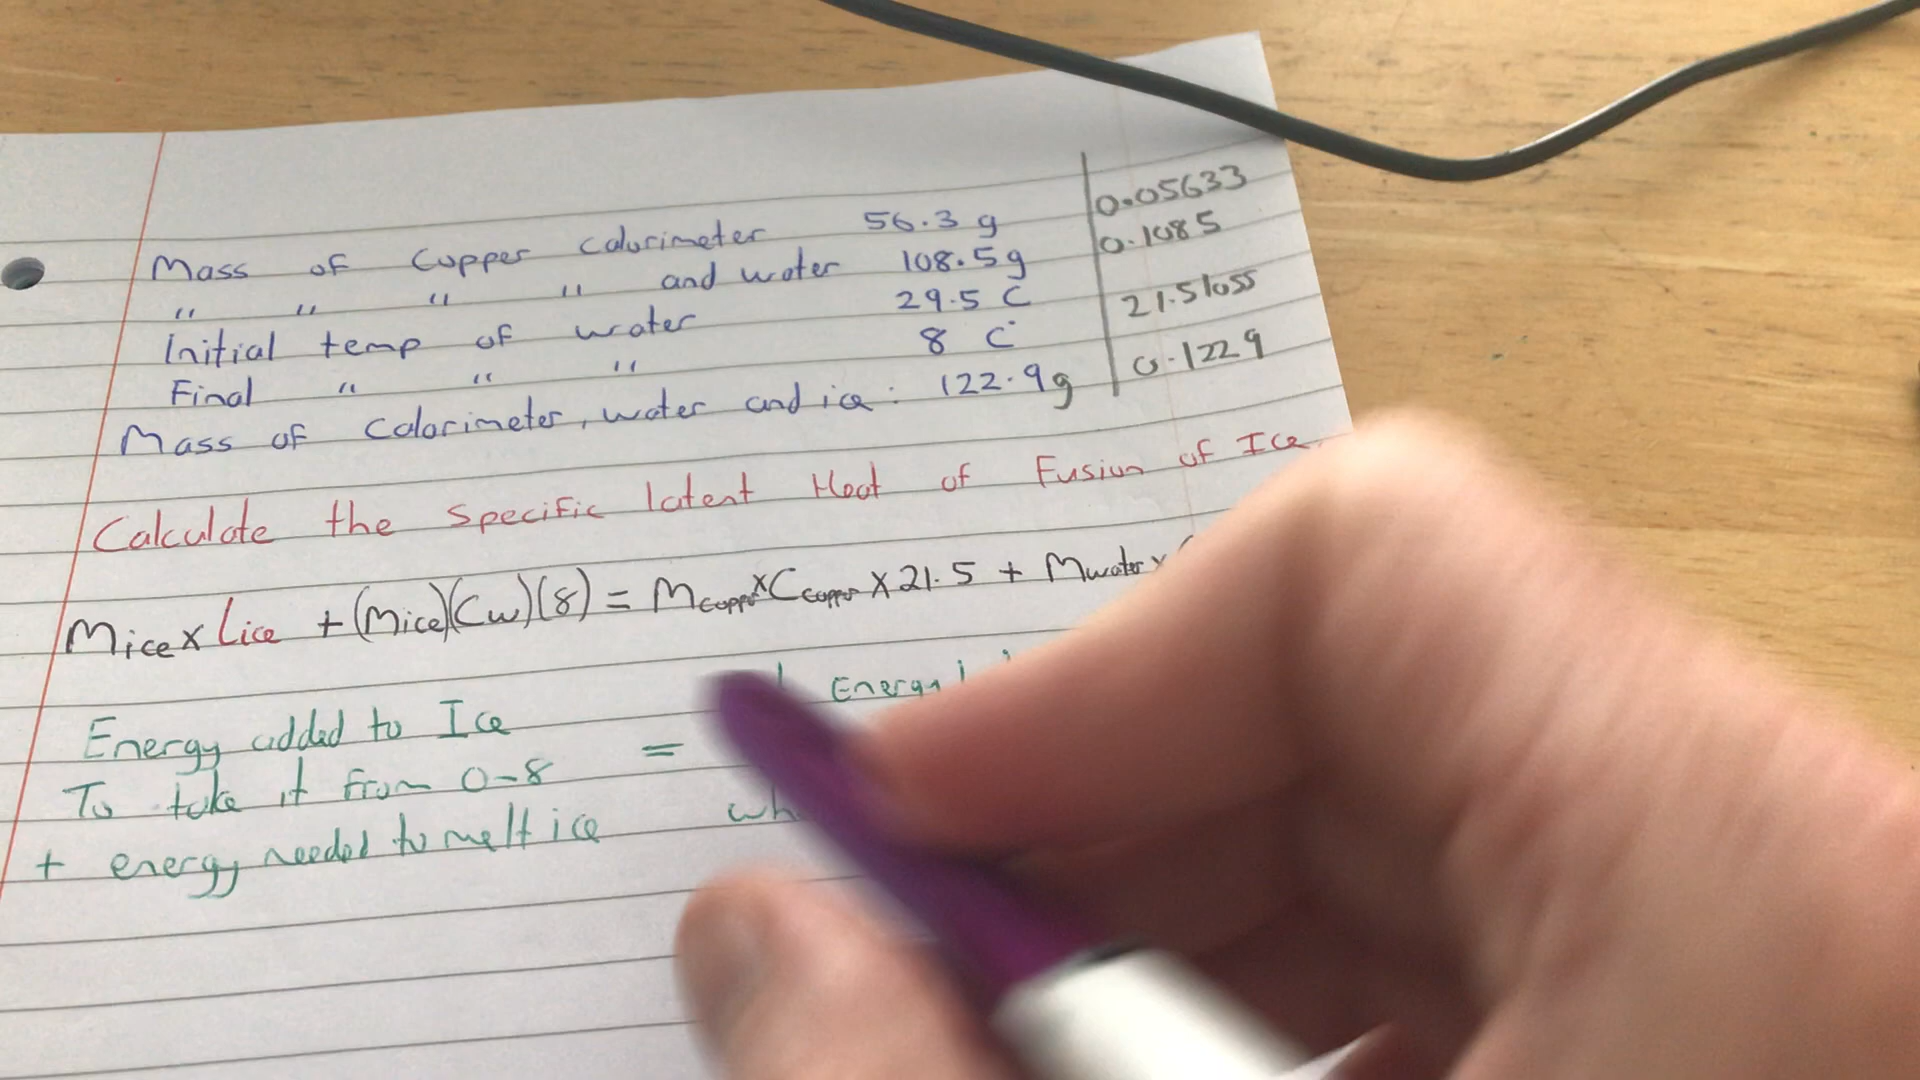 Mass of Copper Calorimeter 56.3 g 0.05633
" " " " and water 108.5g 0.1085
Initial temp of water 29.5 C 21.5 loss
Final " " " 8 C°
Mass of Calorimeter, water and ice : 122.9g 0.1229
Calculate the Specific latent Heat of Fusion of Ice.
Mice x Lice + (Mice)(Cw)(8) = Mcopper x Ccopper x 21.5 + Mwater x
Energy added to Ice
To take it from 0-8 =
+ energy needed to melt ice
Energy